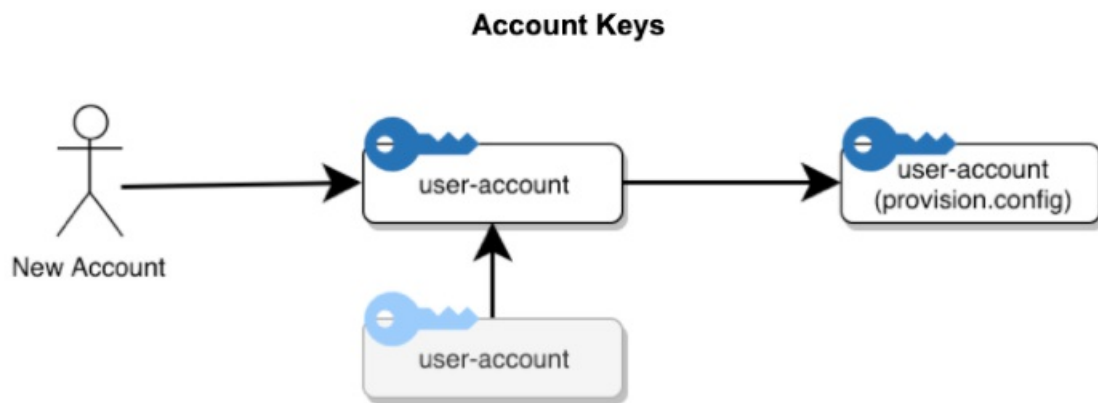 Account Keys
user-account
user-account
(provision.config)
New Account
user-account